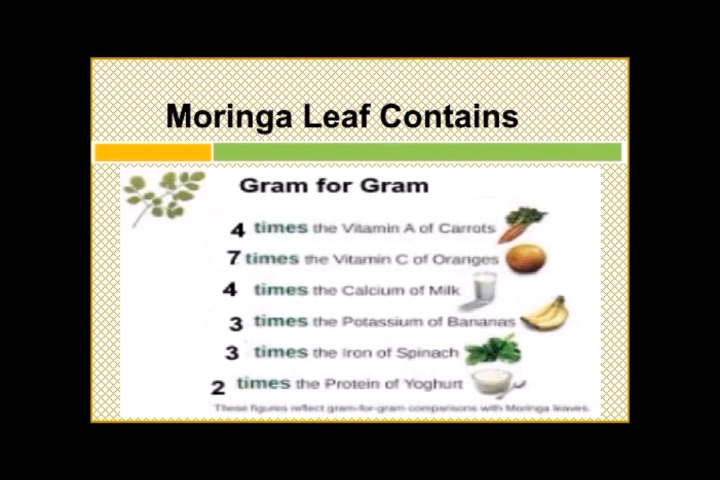 Moringa Leaf Contains
Gram for Gram
4 times the Vitamin A of Carrots
7 times the Vitamin C of Oranges
4 times the Calcium of Milk
3 times the Potassium of Bananas
3 times the Iron of Spinach
2 times the Protein of Yoghurt
These figures reflect gram-for-gram comparisons with Moringa leaves.